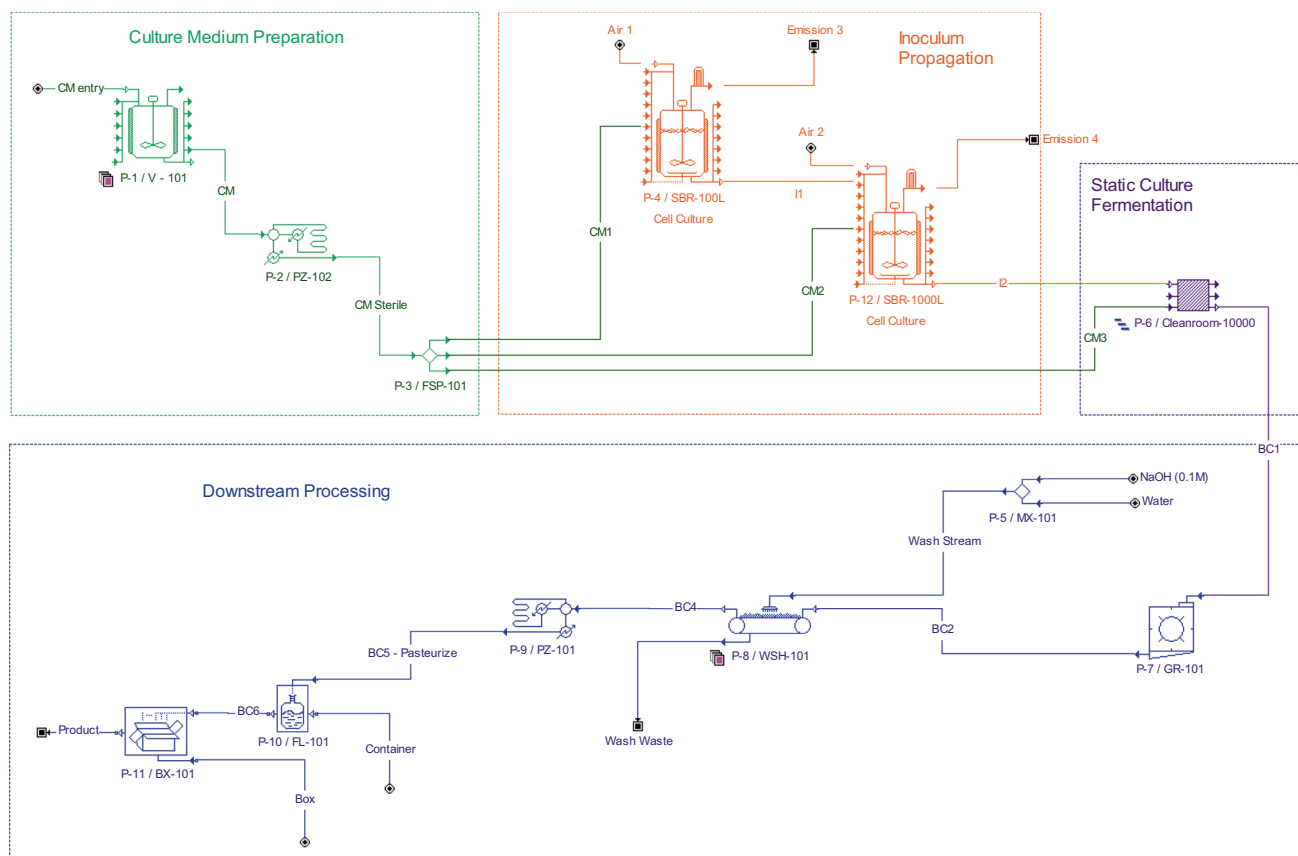 Culture Medium Preparation
CM entry
P-1 / V - 101
CM
P-2 / PZ-102
CM Sterile
P-3 / FSP-101
Inoculum
Propagation
Air 1
Emission 3
P-4 / SBR-100L
Cell Culture
CM1
I1
Air 2
Emission 4
CM2
P-12 / SBR-1000L
Cell Culture
I2
Static Culture
Fermentation
P-6 / Cleanroom-10000
CM3
BC1
Downstream Processing
NaOH (0.1M)
Water
P-5 / MX-101
Wash Stream
BC2
P-7 / GR-101
BC4
P-8 / WSH-101
Wash Waste
P-9 / PZ-101
BC5 - Pasteurize
BC6
P-10 / FL-101
Container
Product
P-11 / BX-101
Box